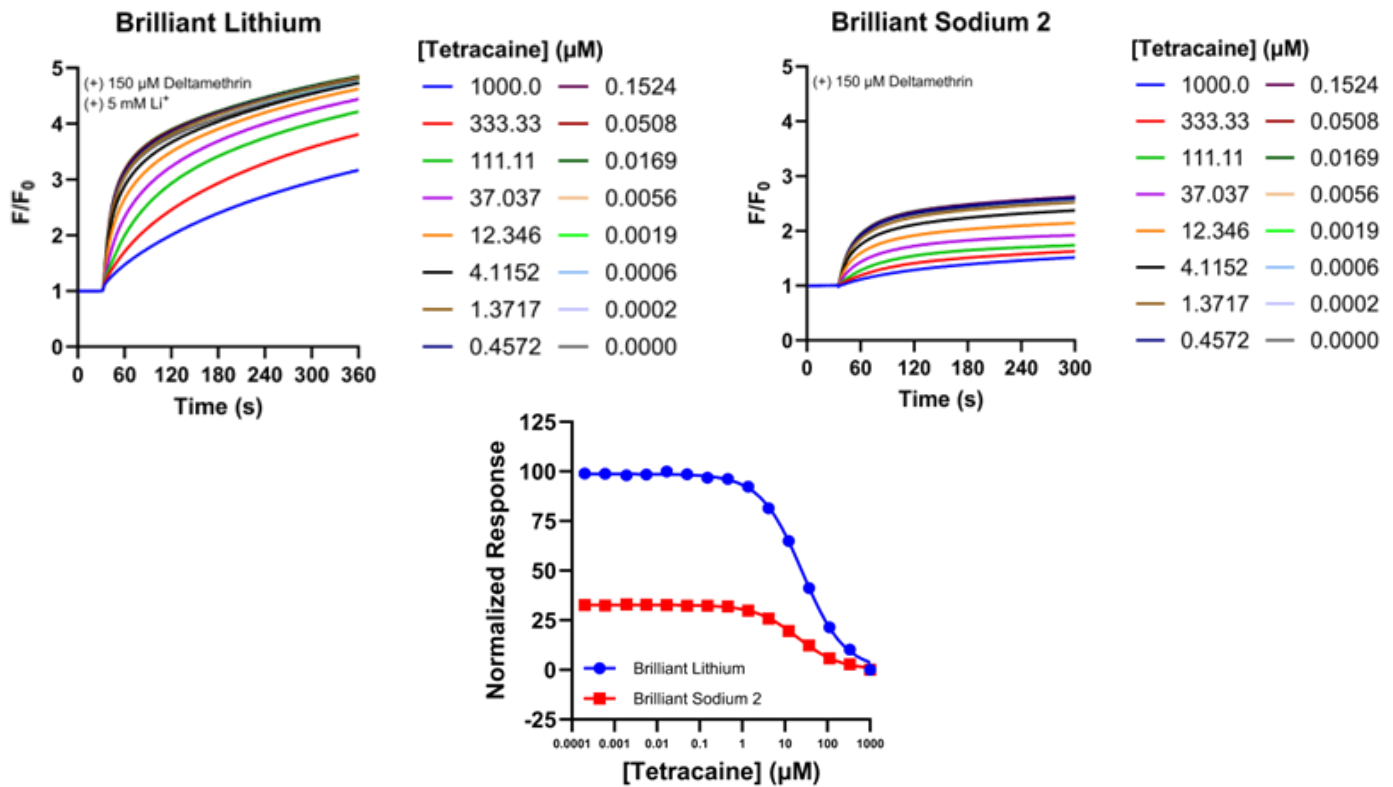 Brilliant Lithium
(+) 150 µM Deltamethrin
(+) 5 mM Li⁺
5
4
3
2
1
0
F/F₀
0 60 120 180 240 300 360
Time (s)
[Tetracaine] (µM)
1000.0 0.1524
333.33 0.0508
111.11 0.0169
37.037 0.0056
12.346 0.0019
4.1152 0.0006
1.3717 0.0002
0.4572 0.0000
Brilliant Sodium 2
(+) 150 µM Deltamethrin
5
4
3
2
1
0
F/F₀
0 60 120 180 240 300
Time (s)
[Tetracaine] (µM)
1000.0 0.1524
333.33 0.0508
111.11 0.0169
37.037 0.0056
12.346 0.0019
4.1152 0.0006
1.3717 0.0002
0.4572 0.0000
125
100
75
50
25
0
-25
Normalized Response
Brilliant Lithium
Brilliant Sodium 2
0.0001 0.001 0.01 0.1 1 10 100 1000
[Tetracaine] (µM)